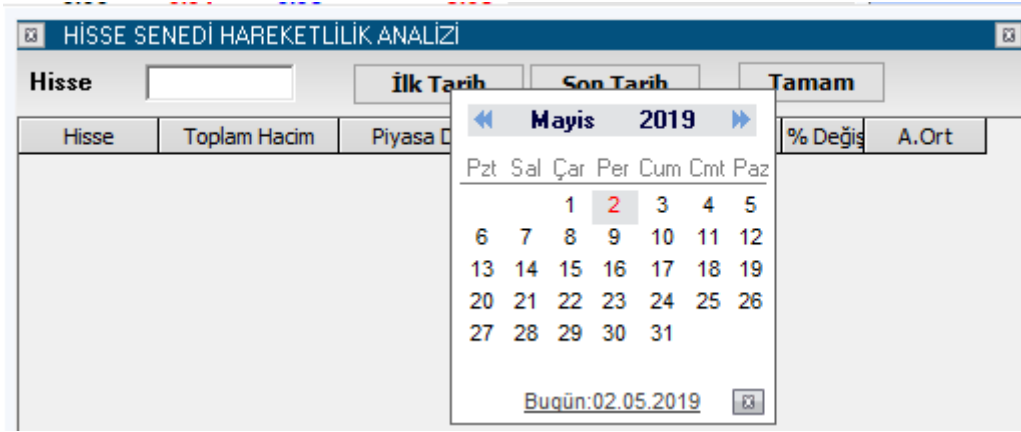 HİSSE SENEDİ HAREKETLİLİK ANALİZİ
Hisse İlk Tarih Son Tarih Tamam
Hisse Toplam Hacim Piyasa D % Değiş A.Ort
Mayis 2019
Pzt Sal Çar Per Cum Cmt Paz
1 2 3 4 5
6 7 8 9 10 11 12
13 14 15 16 17 18 19
20 21 22 23 24 25 26
27 28 29 30 31
Bugün:02.05.2019